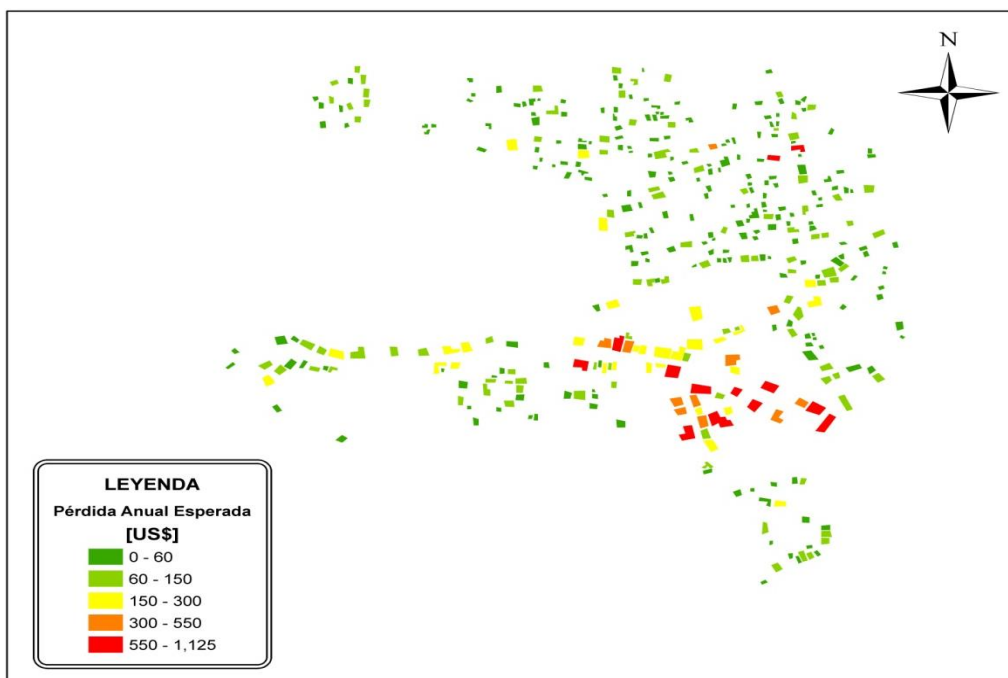 N
LEYENDA
Pérdida Anual Esperada
[US$]
0 - 60
60 - 150
150 - 300
300 - 550
550 - 1,125